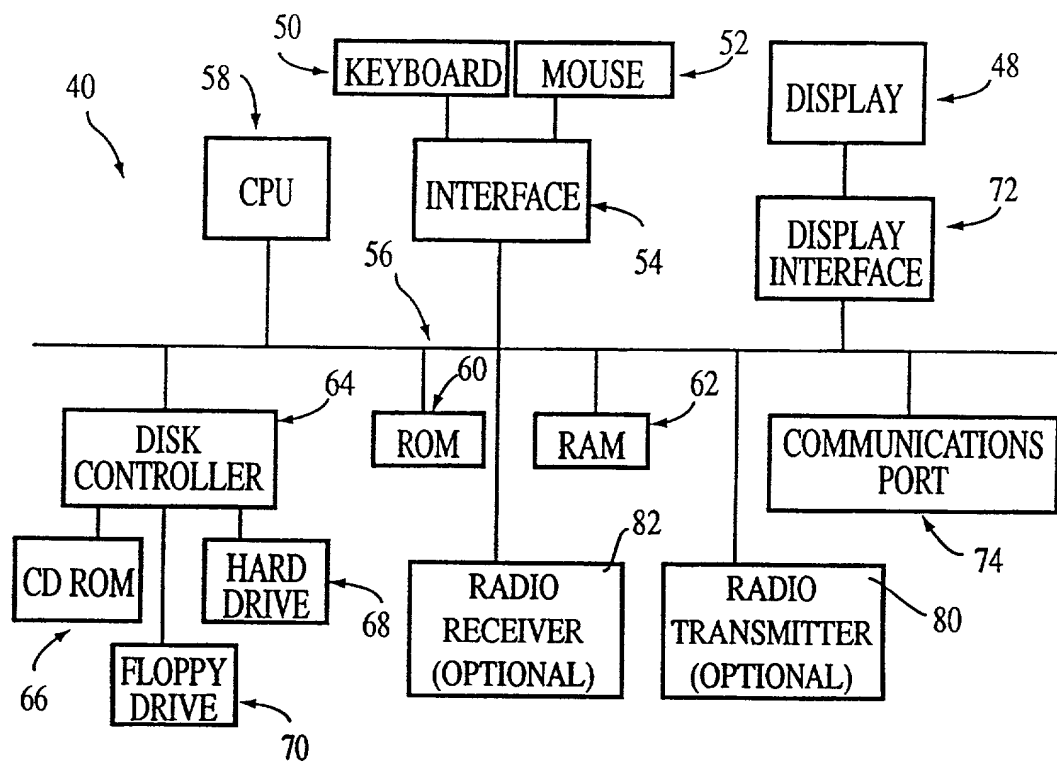 50
KEYBOARD
MOUSE
52
40
58
CPU
INTERFACE
54
DISPLAY
48
72
DISPLAY
INTERFACE
56
64
DISK
CONTROLLER
60
ROM
62
RAM
COMMUNICATIONS
PORT
74
CD ROM
66
HARD
DRIVE
68
FLOPPY
DRIVE
70
82
RADIO
RECEIVER
(OPTIONAL)
RADIO
TRANSMITTER
(OPTIONAL)
80